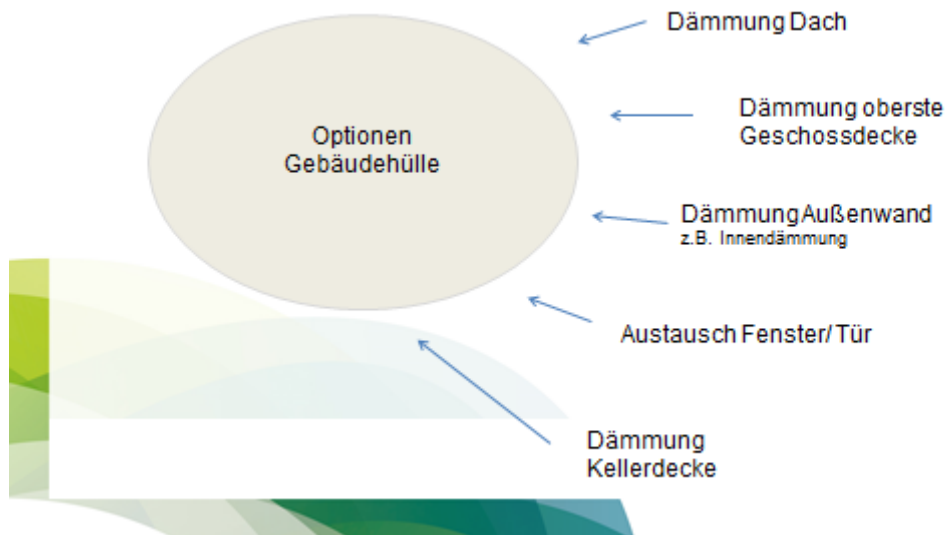 Dämmung Dach
Dämmung oberste
Geschossdecke
Optionen
Gebäudehülle
Dämmung Außenwand
z.B. Innendämmung
Austausch Fenster/ Tür
Dämmung
Kellerdecke